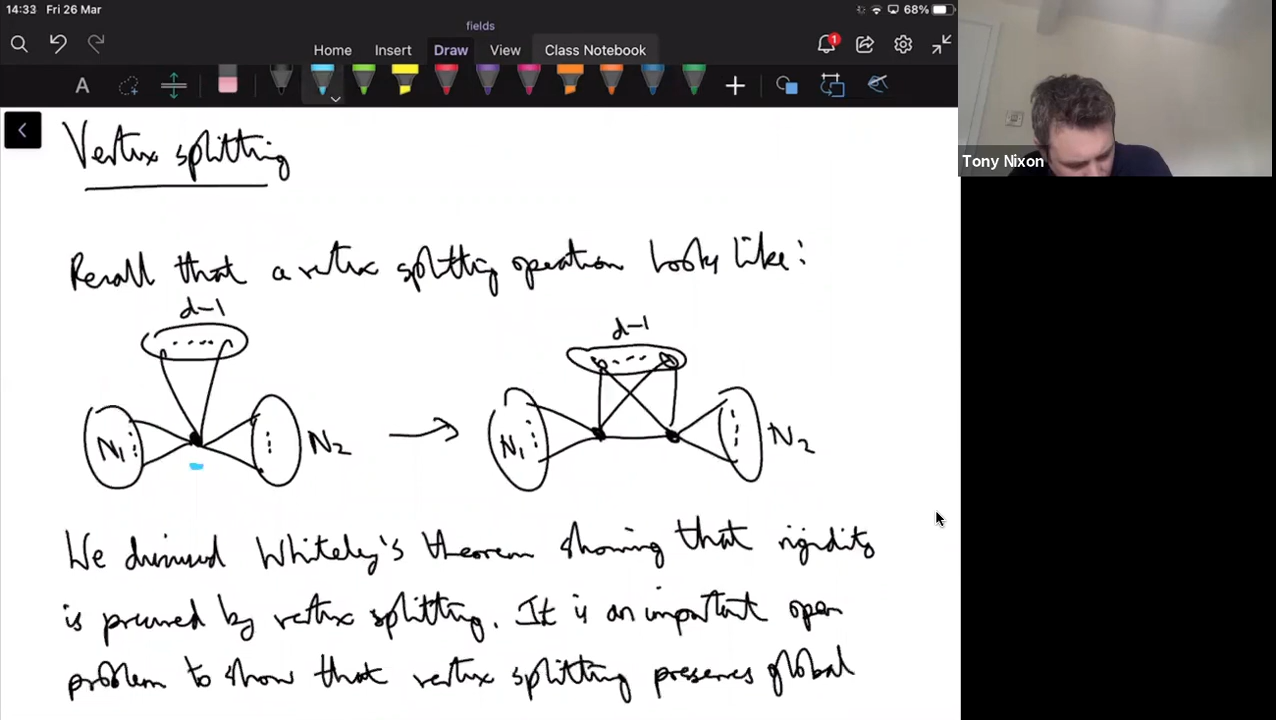 14:33 Fri 26 Mar
68%
fields
Home Insert Draw View Class Notebook
1
A
Tony Nixon
Vertex splitting
Recall that a vertex splitting operation looks like:
d-1
d-1
N1
N2
N1
N2
We discussed Whiteley's theorem showing that rigidity
is preserved by vertex splitting. It is an important open
problem to show that vertex splitting preserves global